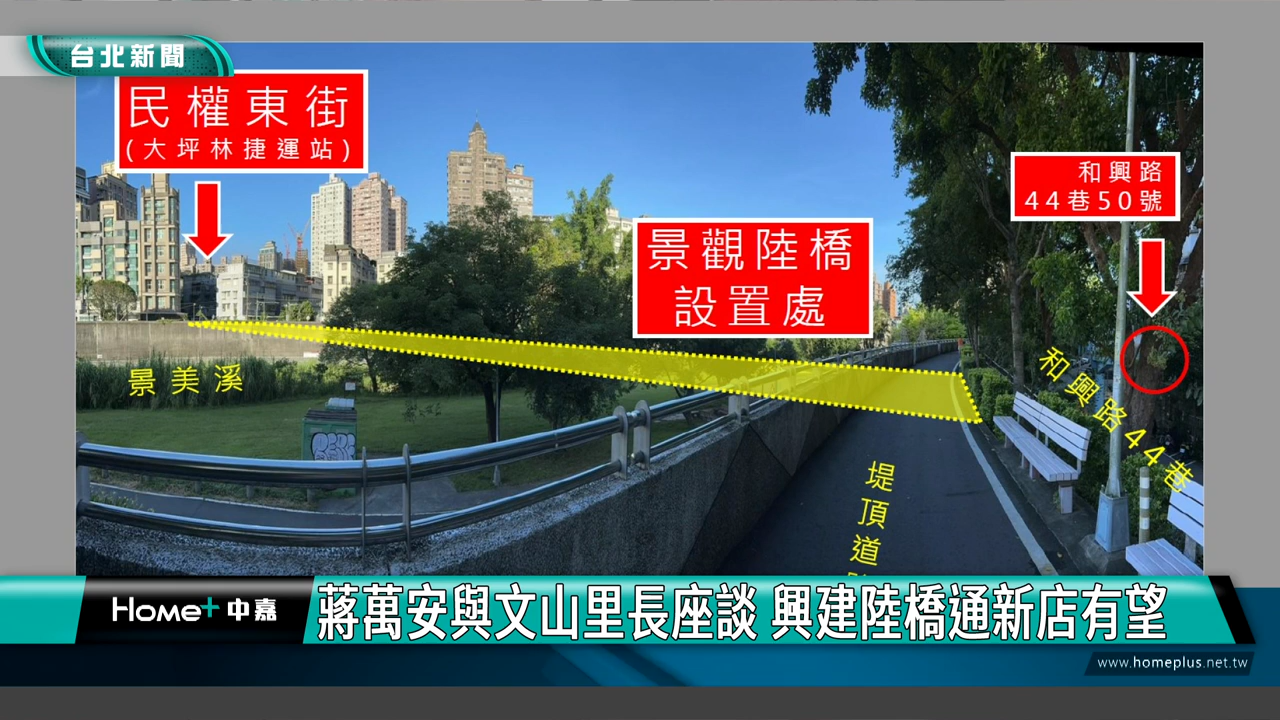 台北新聞
民權東街
(大坪林捷運站)
和興路
44巷50號
景觀陸橋
設置處
景美溪
和興路44巷
堤頂道
Home+ 中嘉
蔣萬安與文山里長座談 興建陸橋通新店有望
www.homeplus.net.tw